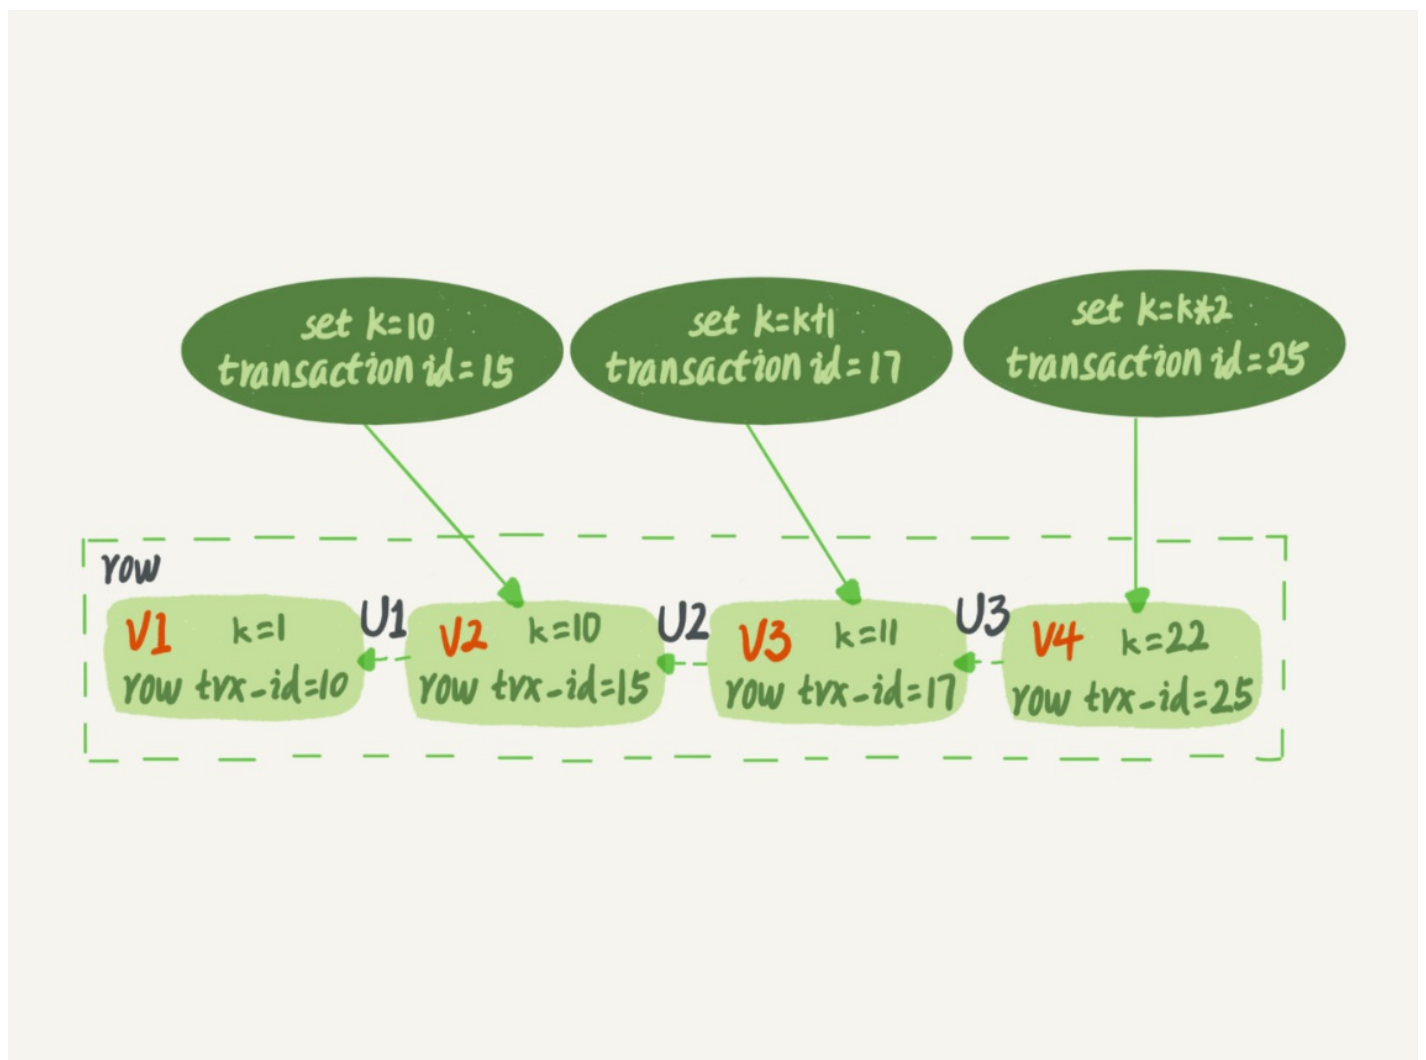 set k=10
transaction id=15
set k=k+1
transaction id=17
set k=k*2
transaction id=25
row
V1 k=1
row trx-id=10
U1
V2 k=10
row trx-id=15
U2
V3 k=11
row trx-id=17
U3
V4 k=22
row trx-id=25